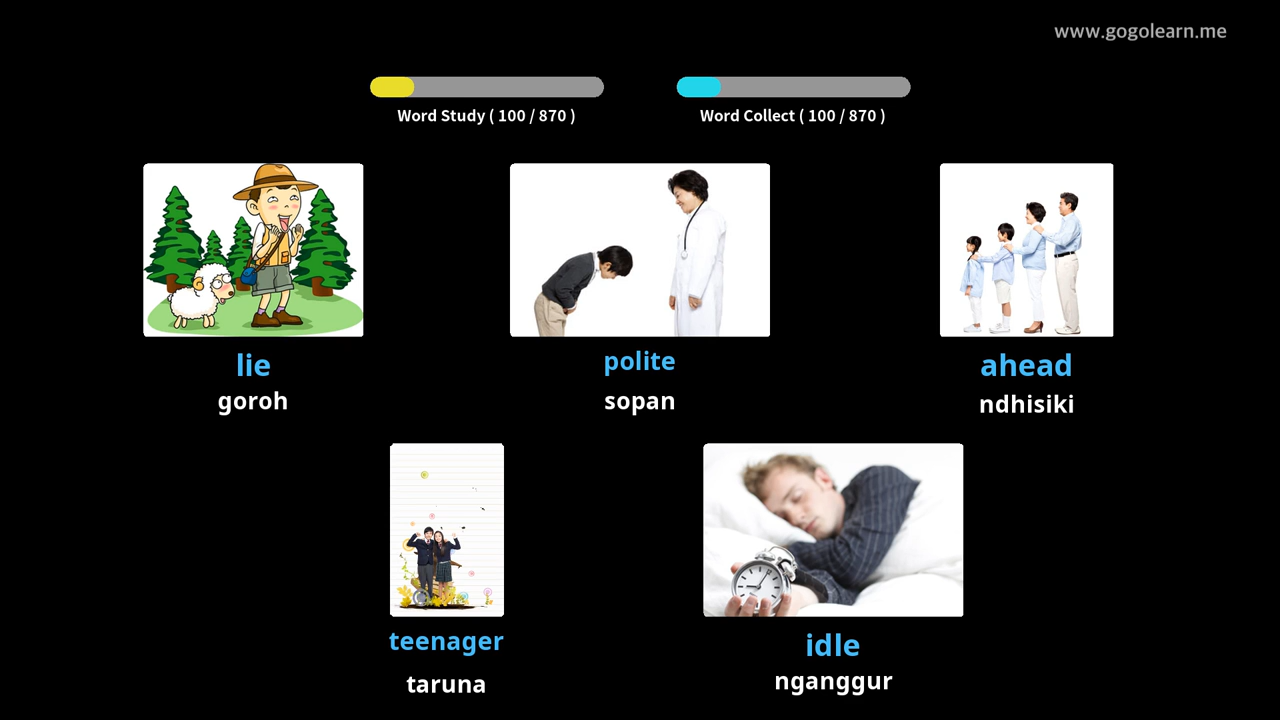 www.gogolearn.me
Word Study ( 100 / 870 )
Word Collect ( 100 / 870 )
lie
goroh
polite
sopan
ahead
ndhisiki
teenager
taruna
idle
nganggur